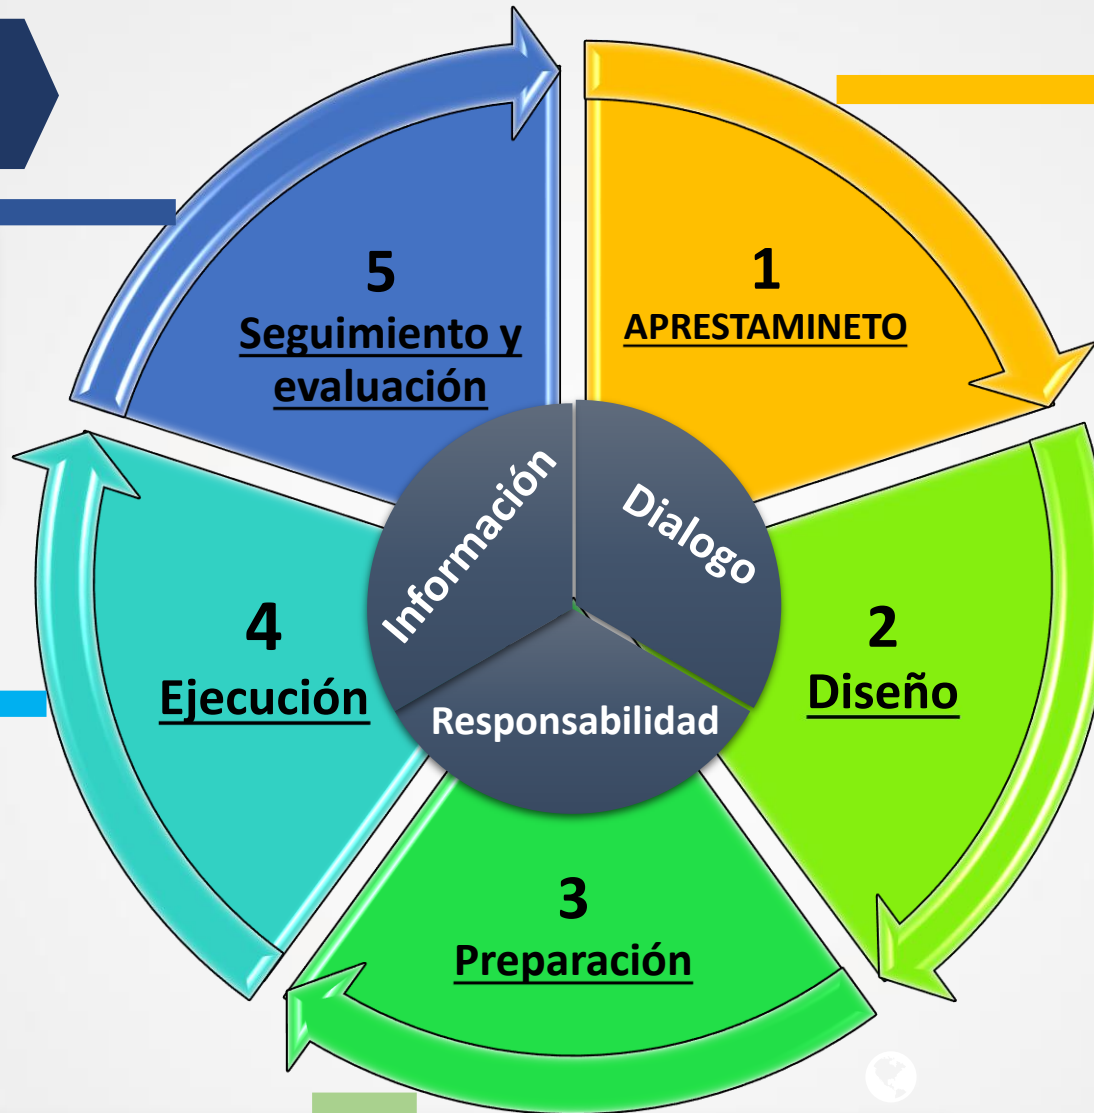 1
APRESTAMINETO
2
Diseño
3
Preparación
4
Ejecución
5
Seguimiento y
evaluación
Información
Dialogo
Responsabilidad